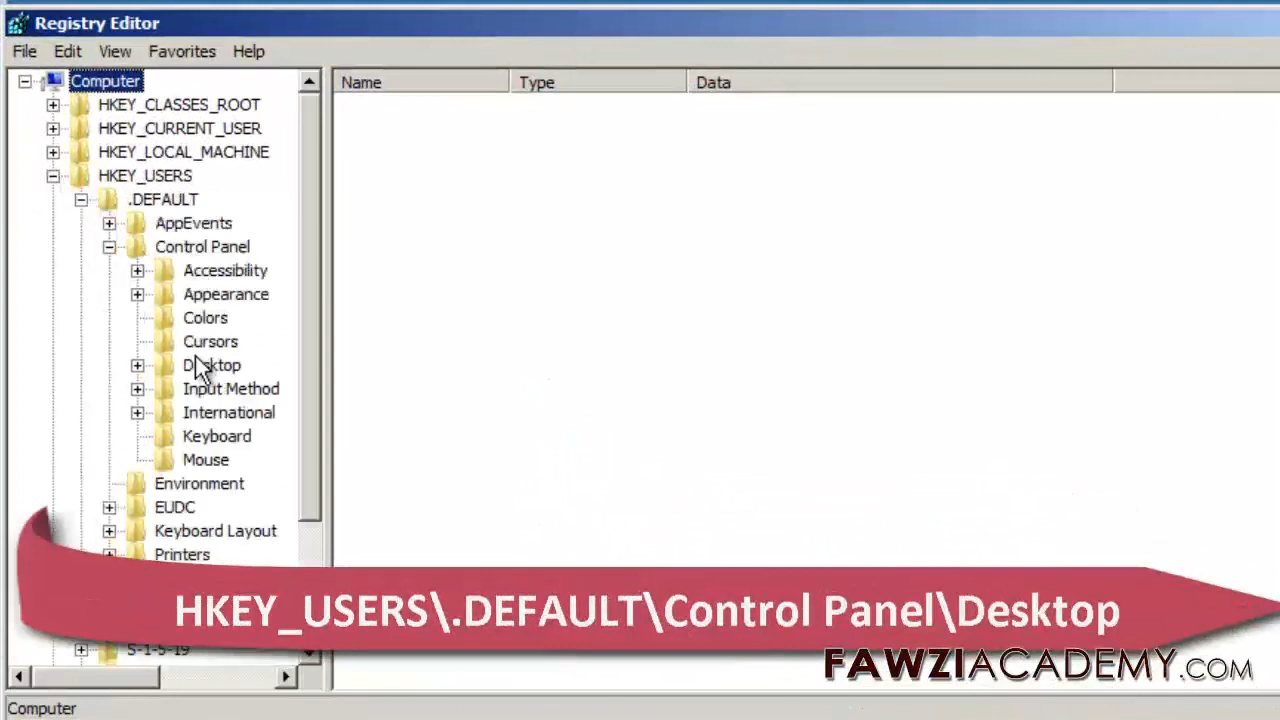 Registry Editor
File Edit View Favorites Help
Computer
HKEY_CLASSES_ROOT
HKEY_CURRENT_USER
HKEY_LOCAL_MACHINE
HKEY_USERS
.DEFAULT
AppEvents
Control Panel
Accessibility
Appearance
Colors
Cursors
Desktop
Input Method
International
Keyboard
Mouse
Environment
EUDC
Keyboard Layout
Printers
S-1-5-19
Name Type Data
HKEY_USERS\.DEFAULT\Control Panel\Desktop
FAWZIACADEMY.COM
Computer